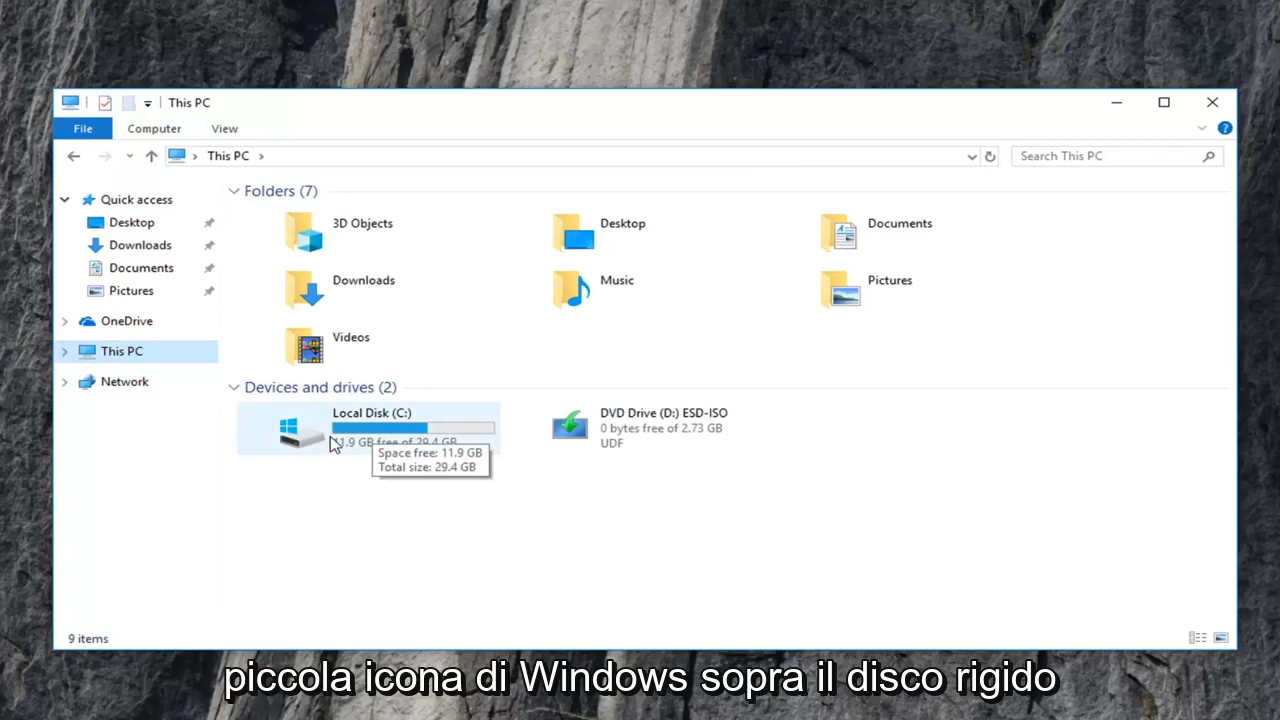 This PC
File
Computer
View
This PC
Search This PC
Quick access
Desktop
Downloads
Documents
Pictures
OneDrive
This PC
Network
Folders (7)
3D Objects
Desktop
Documents
Downloads
Music
Pictures
Videos
Devices and drives (2)
Local Disk (C:)
11.9 GB free of 29.4 GB
Space free: 11.9 GB
Total size: 29.4 GB
DVD Drive (D:) ESD-ISO
0 bytes free of 2.73 GB
UDF
9 items
piccola icona di Windows sopra il disco rigido